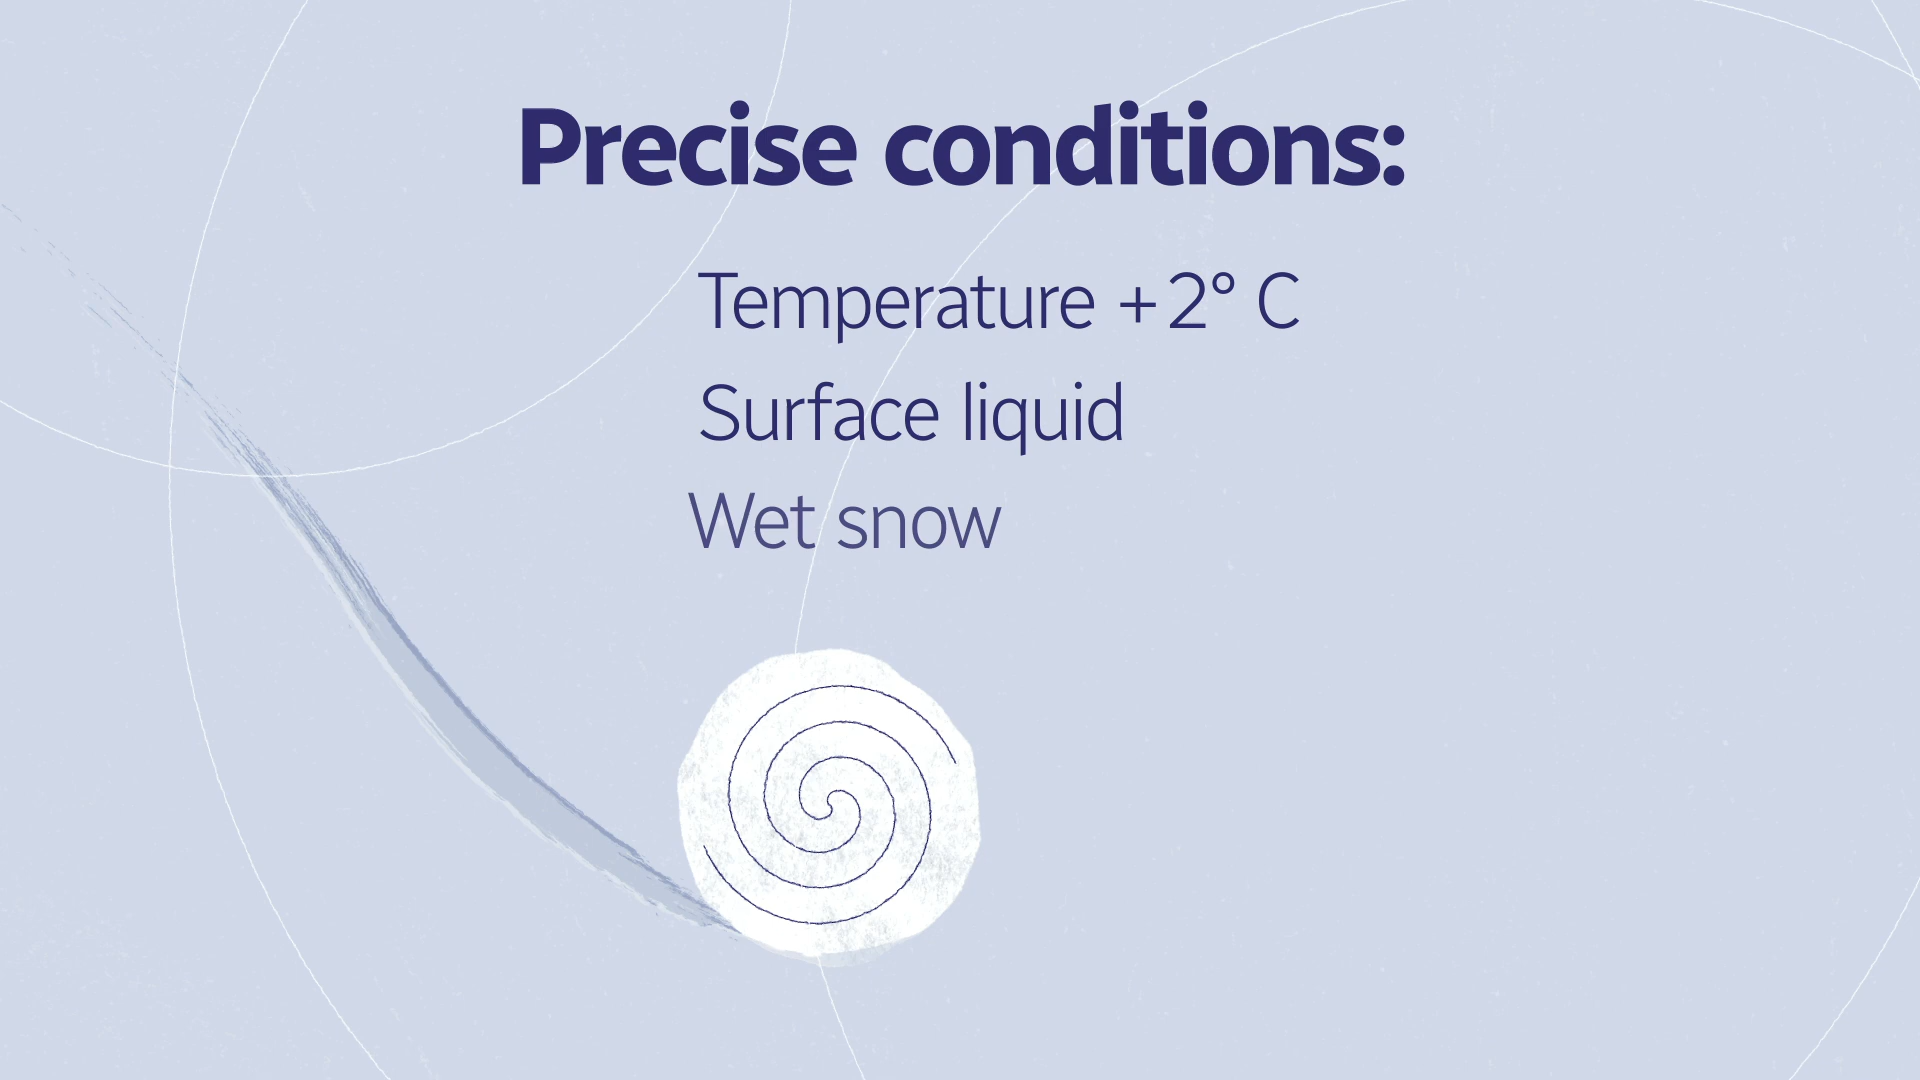 Precise conditions:
Temperature +2° C
Surface liquid
Wet snow